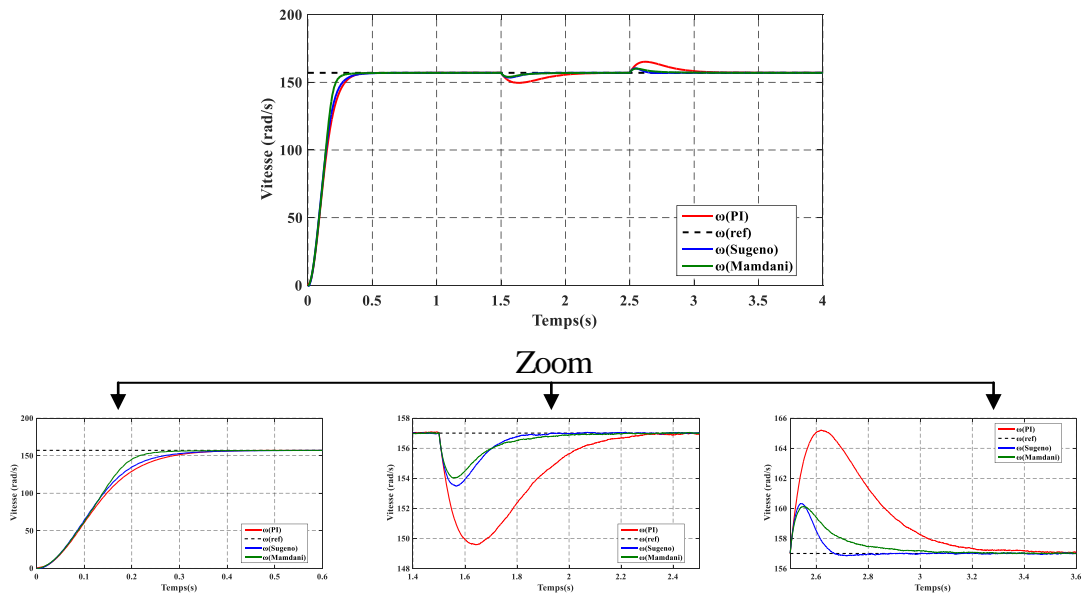 200
150
100
50
0
Vitesse (rad/s)
0 0.5 1 1.5 2 2.5 3 3.5 4
Temps(s)
ω(PI)
ω(ref)
ω(Sugeno)
ω(Mamdani)
Zoom
200
150
100
50
0
Vitesse (rad/s)
0 0.1 0.2 0.3 0.4 0.5 0.6
Temps(s)
ω(PI)
ω(ref)
ω(Sugeno)
ω(Mamdani)
158
156
154
152
150
148
Vitesse (rad/s)
1.4 1.6 1.8 2 2.2 2.4
Temps(s)
ω(PI)
ω(ref)
ω(Sugeno)
ω(Mamdani)
166
164
162
160
158
156
Vitesse (rad/s)
2.6 2.8 3 3.2 3.4 3.6
Temps(s)
ω(PI)
ω(ref)
ω(Sugeno)
ω(Mamdani)